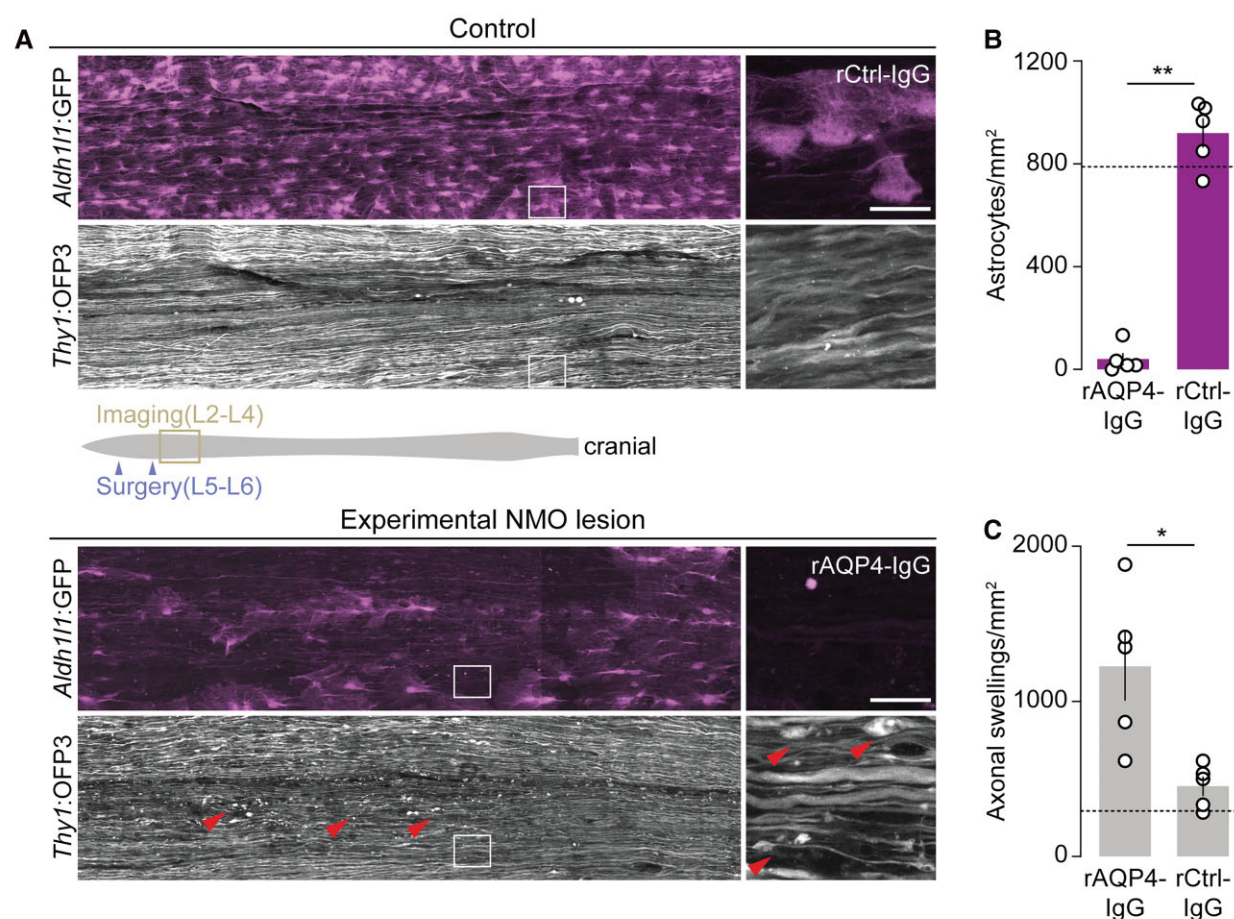 A
Control
Aldh1l1:GFP
rCtrl-IgG
Thy1:OFP3
Imaging(L2-L4)
cranial
Surgery(L5-L6)
Experimental NMO lesion
Aldh1l1:GFP
rAQP4-IgG
Thy1:OFP3
B
1200
**
800
400
0
Astrocytes/mm²
rAQP4-
IgG
rCtrl-
IgG
C
2000
*
1000
0
Axonal swellings/mm²
rAQP4-
IgG
rCtrl-
IgG